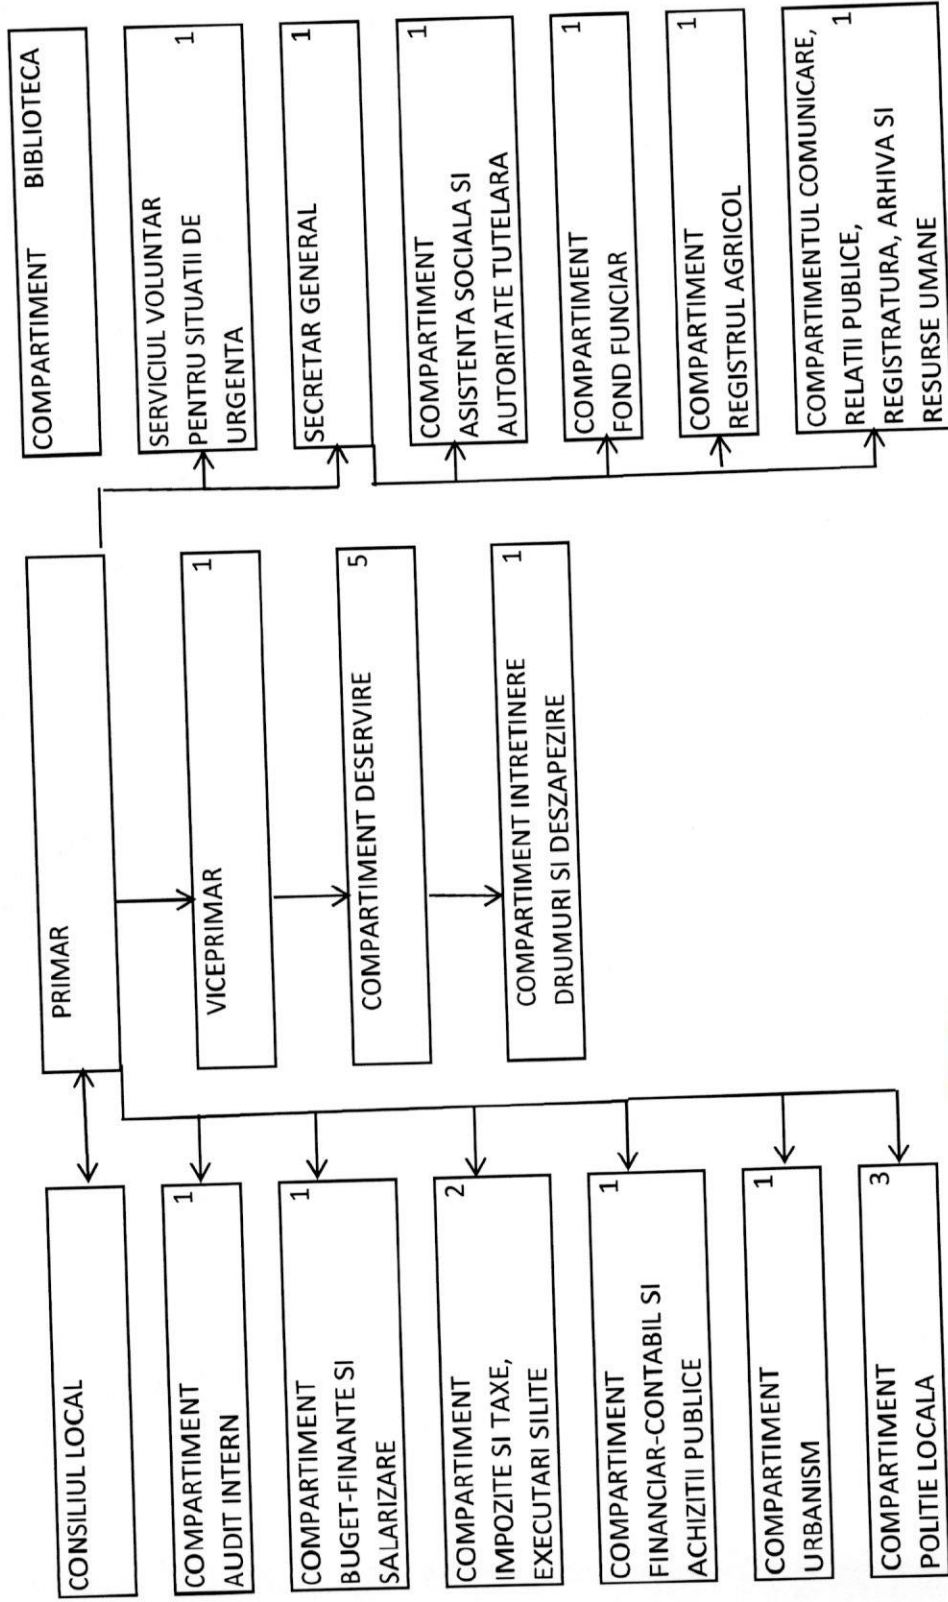 CONSILIUL LOCAL
COMPARTIMENT
AUDIT INTERN
1
COMPARTIMENT
BUGET-FINANTE SI
SALARIZARE
1
COMPARTIMENT
IMPOZITE SI TAXE,
EXECUTARI SILITE
2
COMPARTIMENT
FINANCIAR-CONTABIL SI
ACHIZITII PUBLICE
1
COMPARTIMENT
URBANISM
1
COMPARTIMENT
POLITIE LOCALA
3
PRIMAR
VICEPRIMAR
1
COMPARTIMENT DESERVIRE
5
COMPARTIMENT INTRETINERE
DRUMURI SI DESZAPEZIRE
1
COMPARTIMENT BIBLIOTECA
SERVICIUL VOLUNTAR
PENTRU SITUATII DE
URGENTA
1
SECRETAR GENERAL
1
COMPARTIMENT
ASISTENTA SOCIALA SI
AUTORITATE TUTELARA
1
COMPARTIMENT
FOND FUNCIAR
1
COMPARTIMENT
REGISTRUL AGRICOL
1
COMPARTIMENTUL COMUNICARE,
RELATII PUBLICE,
REGISTRATURA, ARHIVA SI
RESURSE UMANE
1